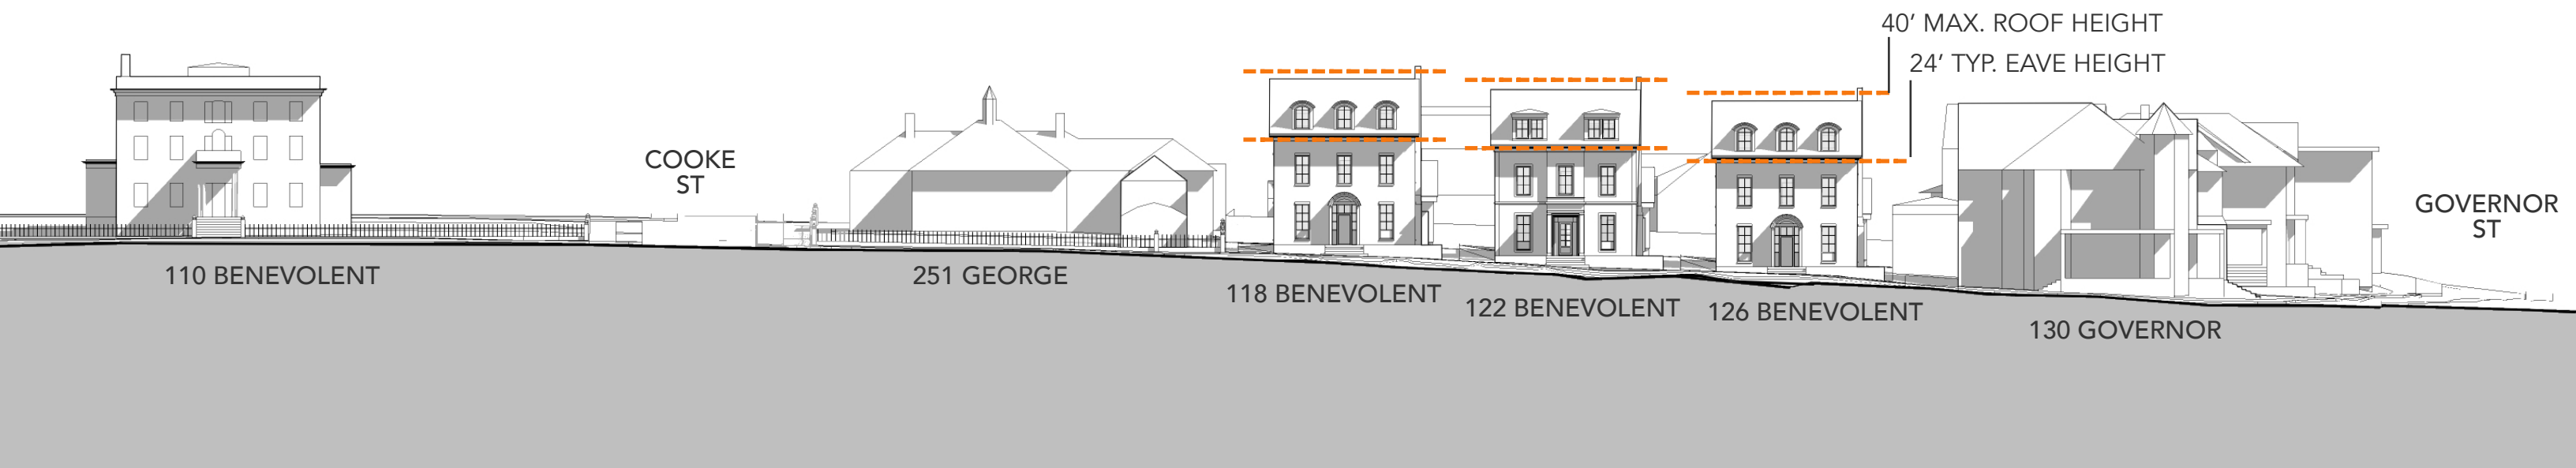 40’ MAX. ROOF HEIGHT
24’ TYP. EAVE HEIGHT
COOKE
ST
GOVERNOR
ST
110 BENEVOLENT
251 GEORGE
118 BENEVOLENT
122 BENEVOLENT
126 BENEVOLENT
130 GOVERNOR